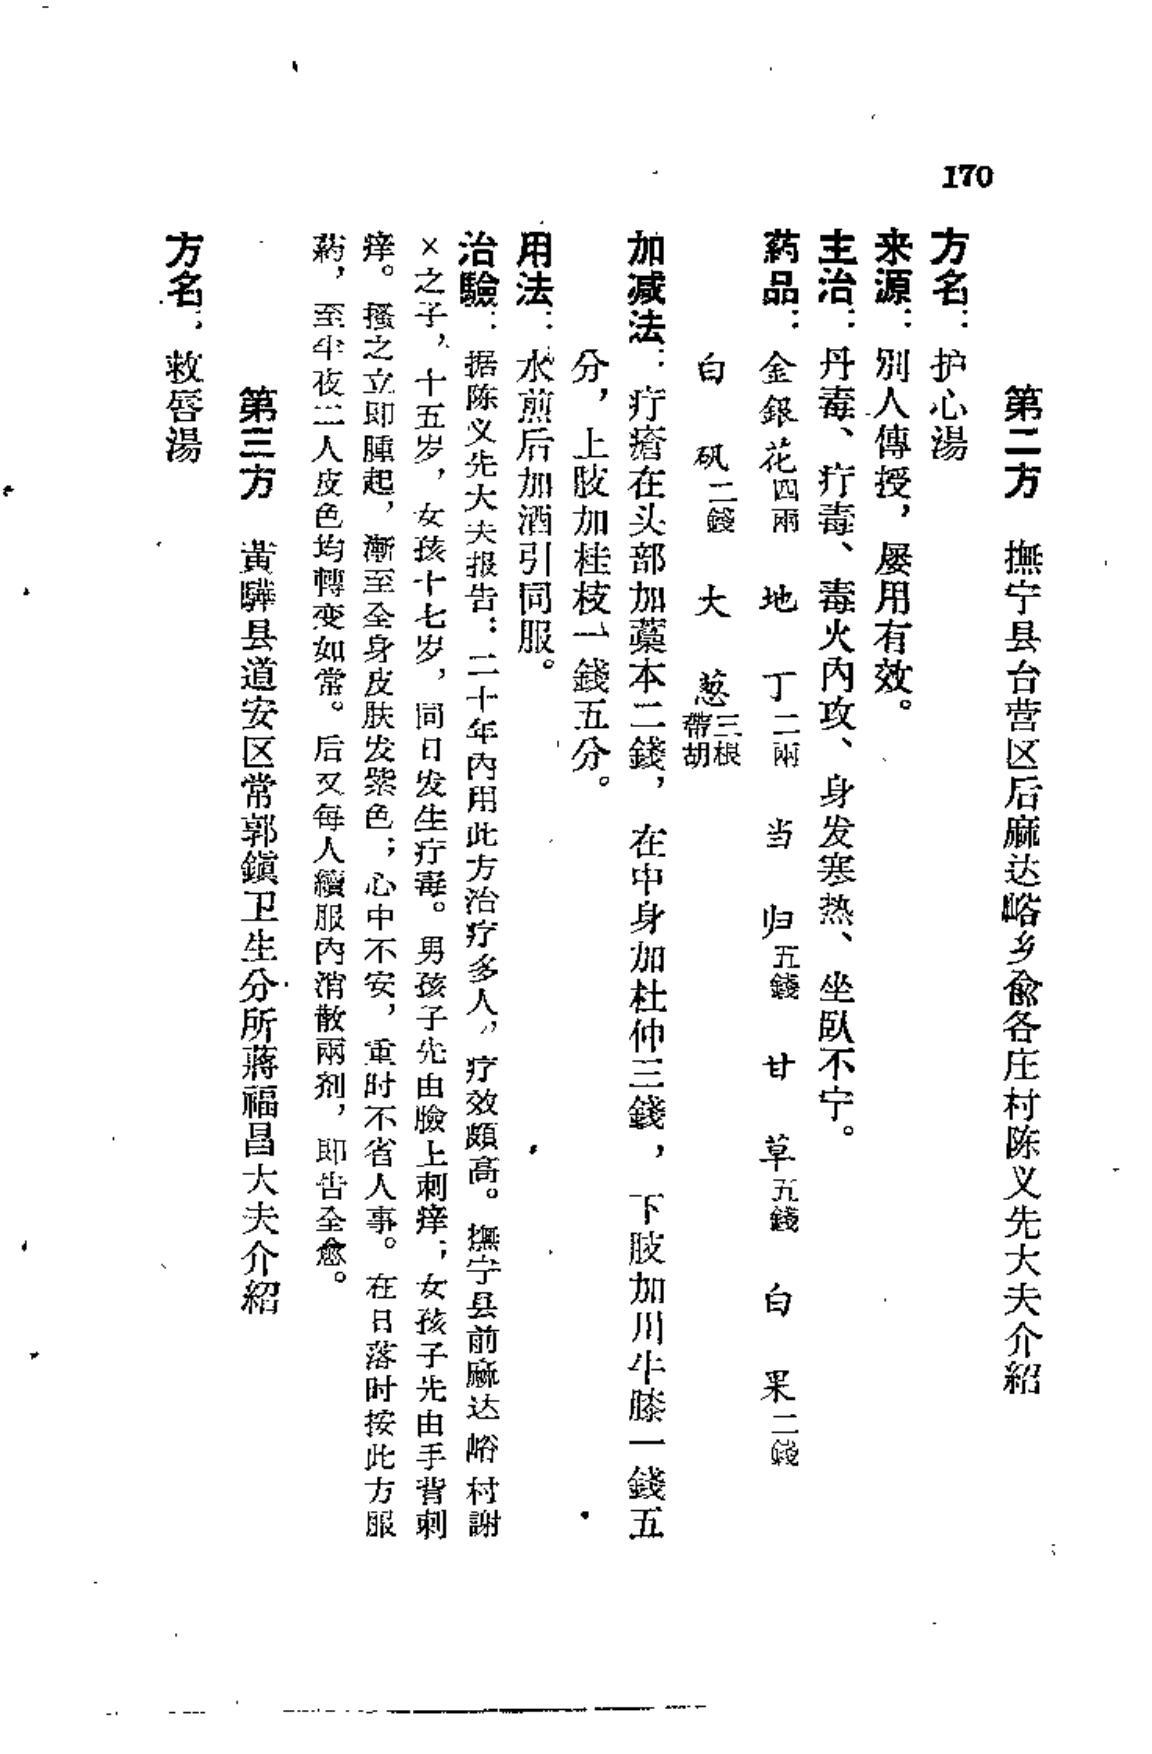 170
第二方　撫宁县台营区后麻达峪乡俞各庄村陈义先大夫介紹
方名：护心湯
来源：別人傳授，屡用有效。
主治：丹毒、疔毒、毒火內攻、身发寒热、坐臥不宁。
药品：金銀花四兩　地丁二兩　当归五錢　甘草五錢　白果二錢
白矾二錢　大葱三根帶胡
加减法：疔瘡在头部加藁本二錢，在中身加杜仲三錢，下肢加川牛膝一錢五
分，上肢加桂枝一錢五分。
用法：水煎后加酒引同服。
治驗：据陈义先大夫报告：二十年內用此方治疗多人，疗效頗高。撫宁县前麻达峪村謝
×之子，十五岁，女孩十七岁，同日发生疔毒。男孩子先由臉上刺痒；女孩子先由手背刺
痒。搔之立即腫起，漸至全身皮肤发紫色；心中不安，重时不省人事。在日落时按此方服
药，至半夜二人皮色均轉变如常。后又每人續服內消散兩剂，即告全愈。
第三方　黃驊县道安区常郭鎭卫生分所蔣福昌大夫介紹
方名：救唇湯